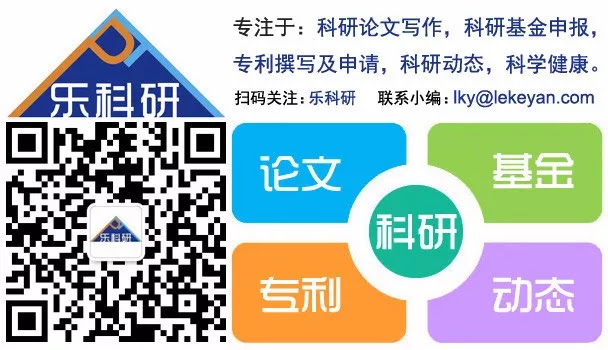 乐科研
专注于：科研论文写作，科研基金申报，
专利撰写及申请，科研动态，科学健康。
扫码关注：乐科研 联系小编：lky@lekeyan.com
乐科研
论文
基金
科研
专利
动态